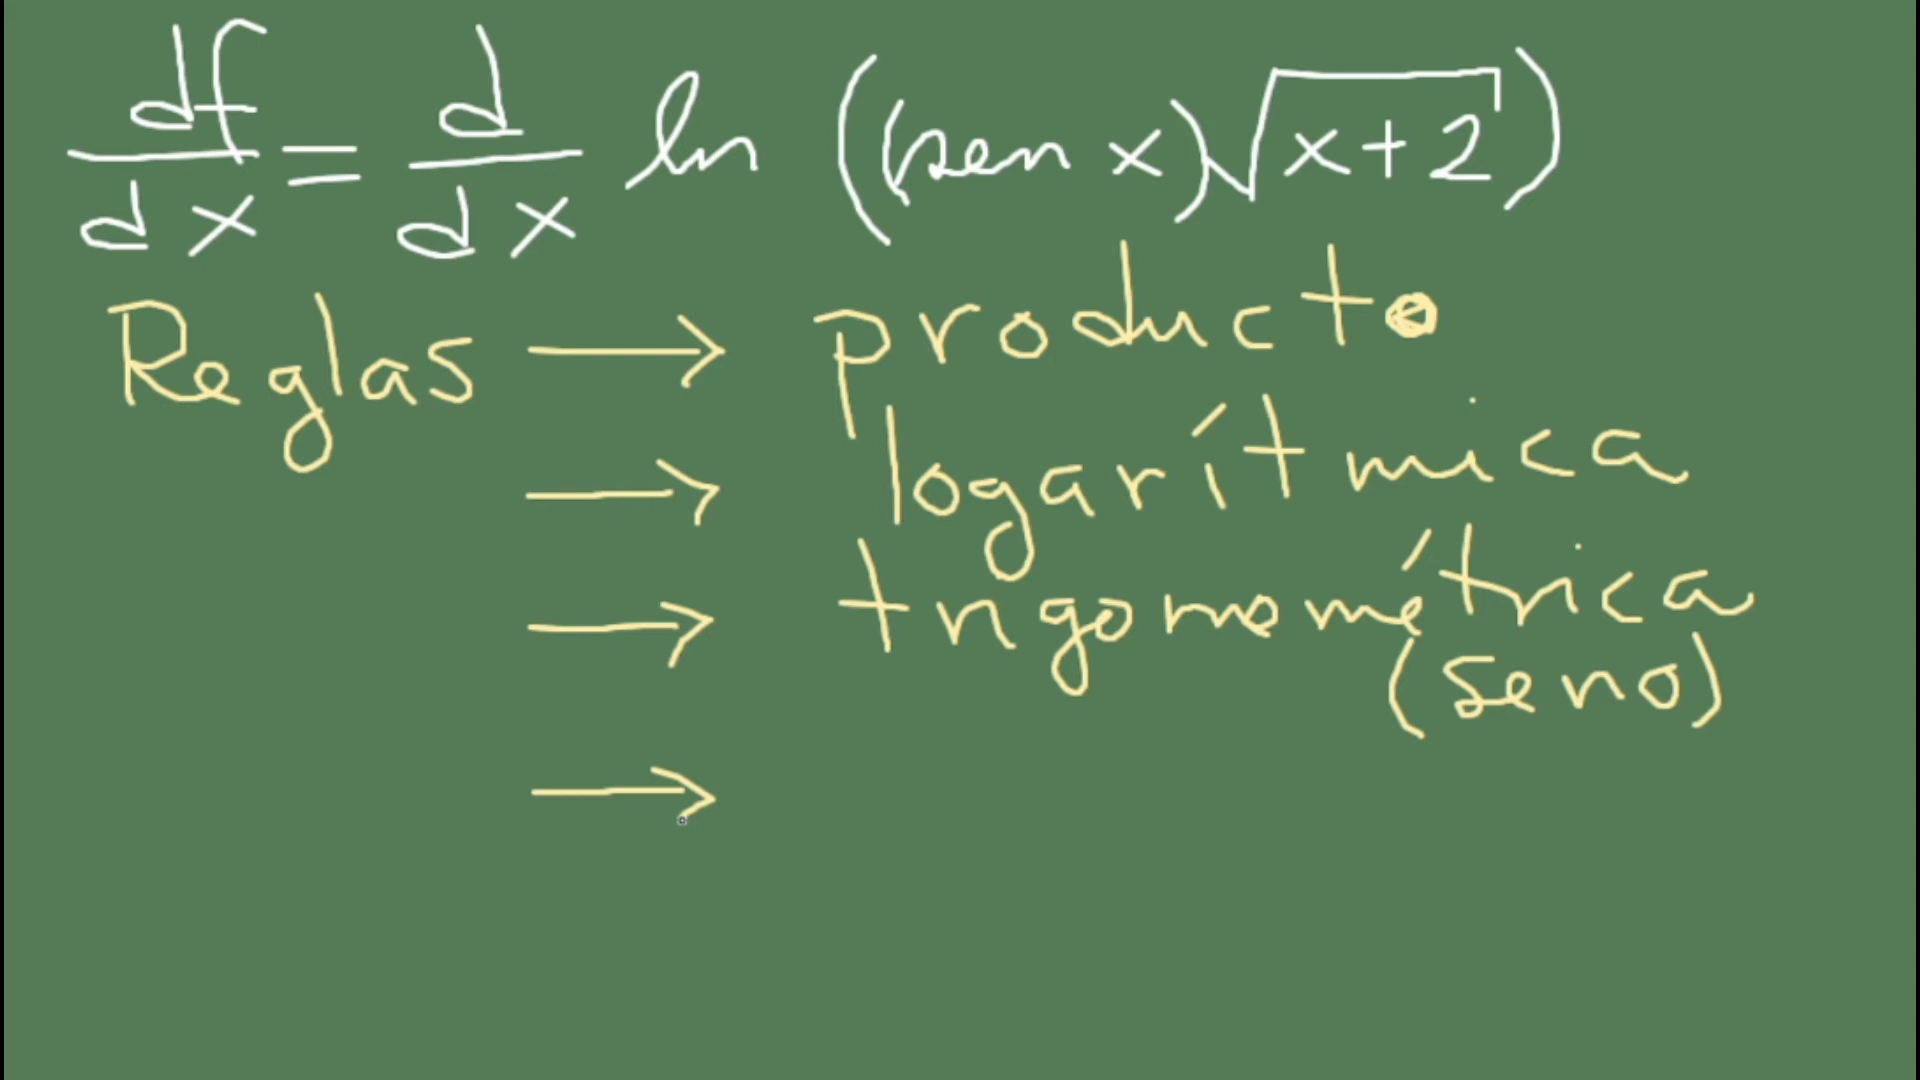 df/dx = d/dx ln ((sen x)√(x+2))
Reglas → producto
→ logarítmica
→ trigonométrica
(seno)
→